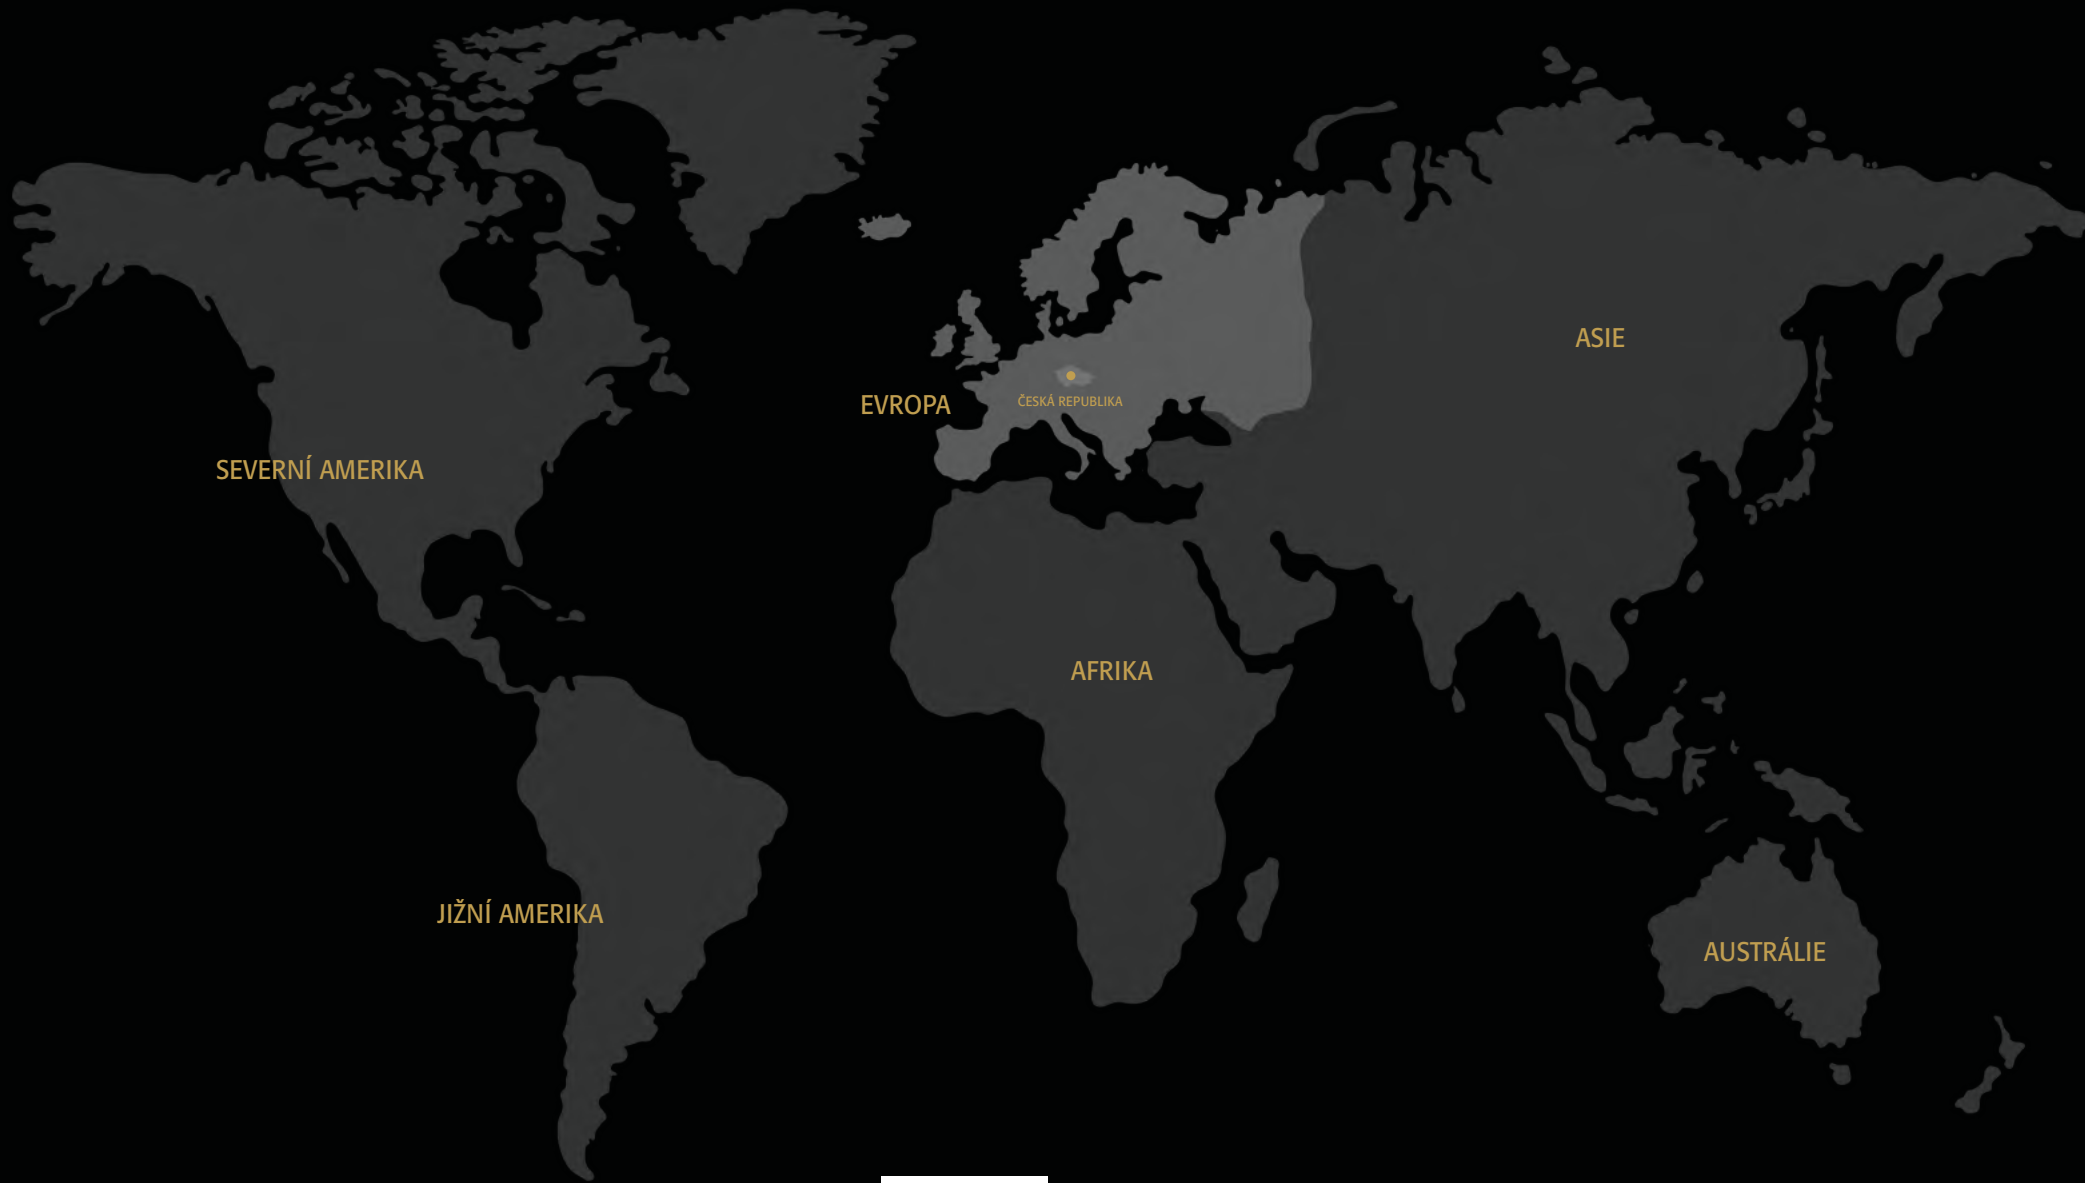 ASIE
EVROPA
ČESKÁ REPUBLIKA
SEVERNÍ AMERIKA
AFRIKA
JIŽNÍ AMERIKA
AUSTRÁLIE